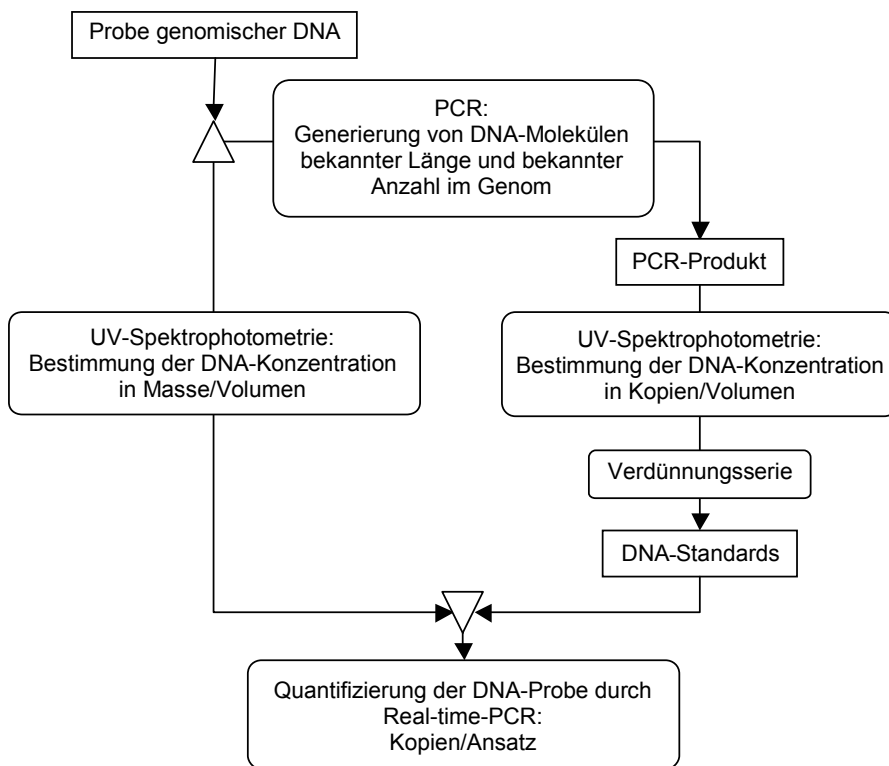 Probe genomischer DNA
PCR:
Generierung von DNA-Molekülen
bekannter Länge und bekannter
Anzahl im Genom
PCR-Produkt
UV-Spektrophotometrie:
Bestimmung der DNA-Konzentration
in Masse/Volumen
UV-Spektrophotometrie:
Bestimmung der DNA-Konzentration
in Kopien/Volumen
Verdünnungsserie
DNA-Standards
Quantifizierung der DNA-Probe durch
Real-time-PCR:
Kopien/Ansatz